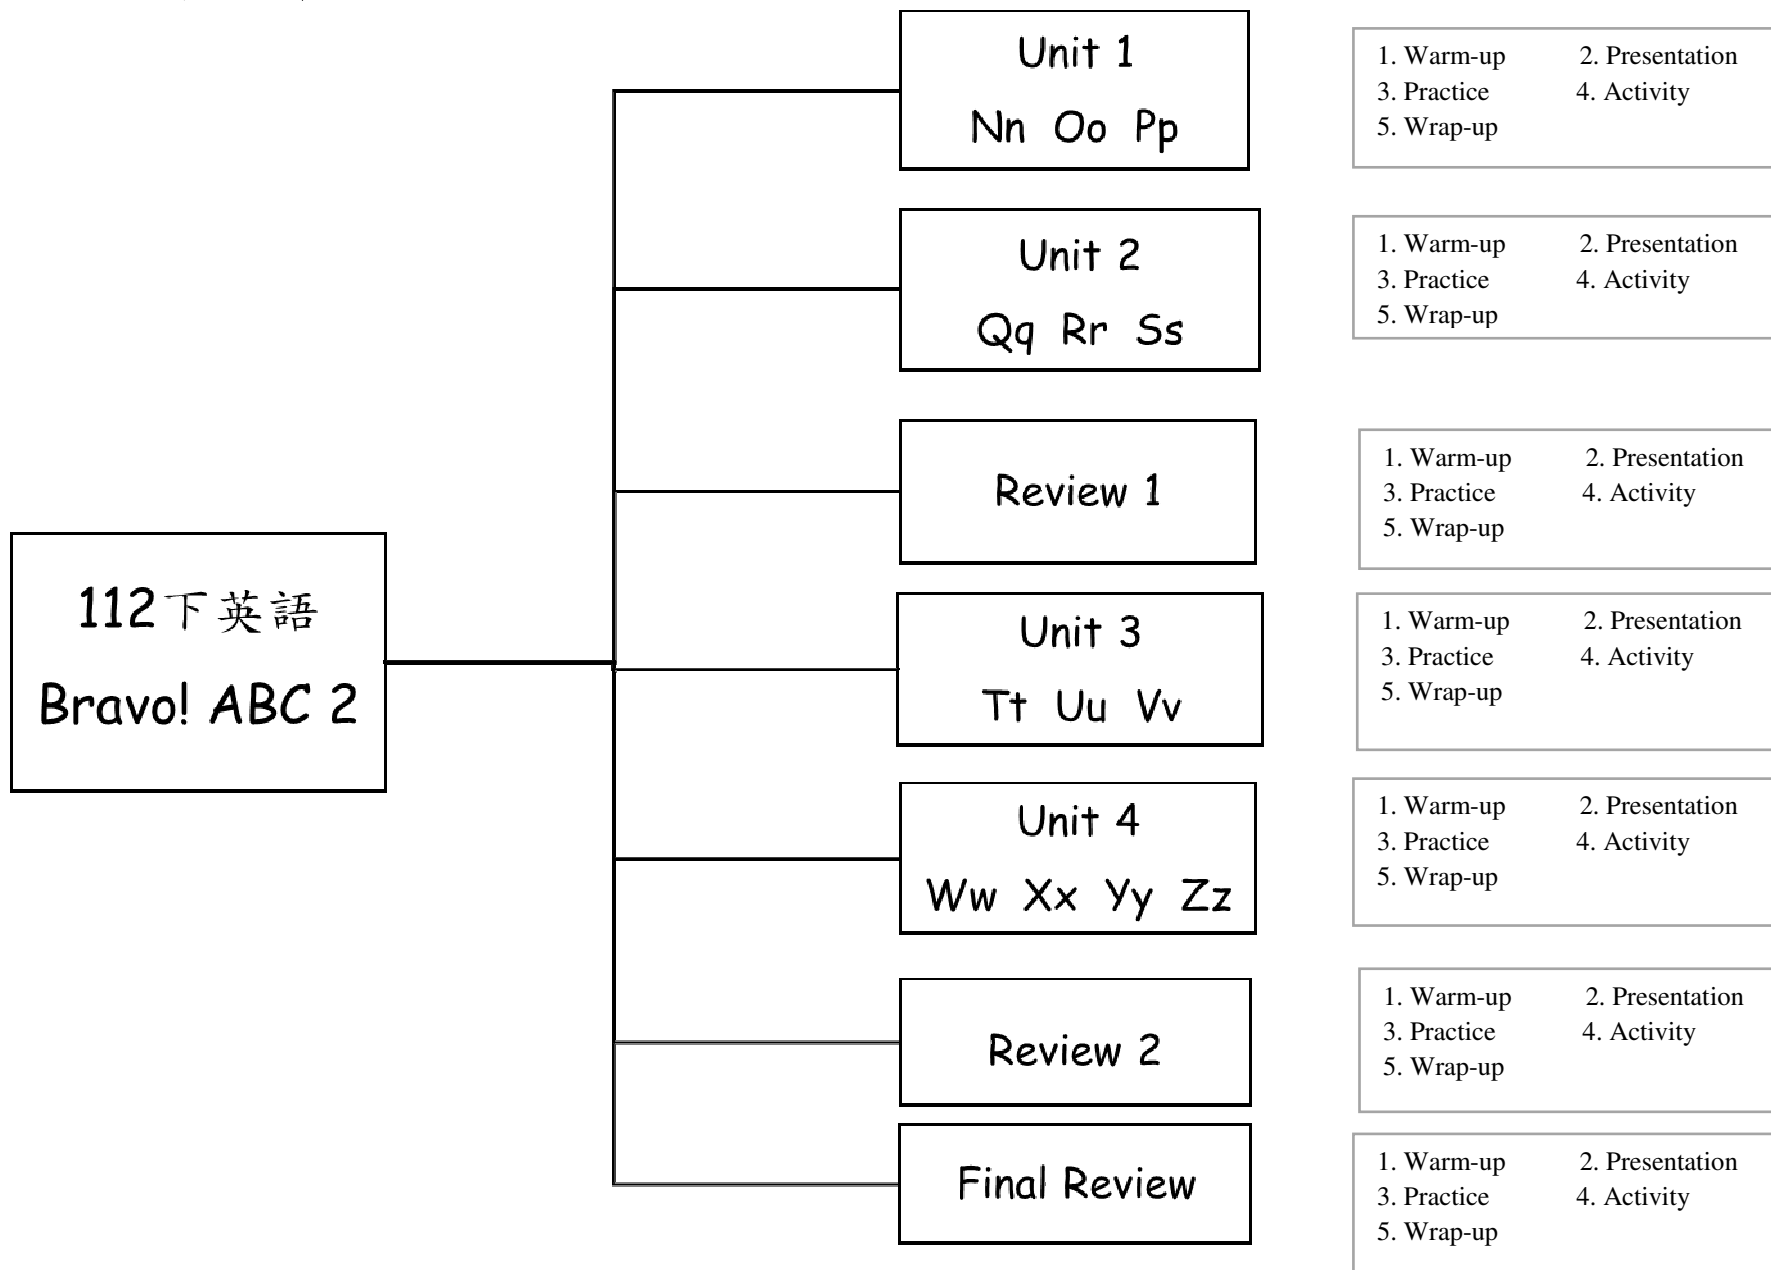 112下英語
Bravo! ABC 2
Unit 1
Nn Oo Pp
1. Warm-up 2. Presentation
3. Practice 4. Activity
5. Wrap-up
Unit 2
Qq Rr Ss
1. Warm-up 2. Presentation
3. Practice 4. Activity
5. Wrap-up
Review 1
1. Warm-up 2. Presentation
3. Practice 4. Activity
5. Wrap-up
Unit 3
Tt Uu Vv
1. Warm-up 2. Presentation
3. Practice 4. Activity
5. Wrap-up
Unit 4
Ww Xx Yy Zz
1. Warm-up 2. Presentation
3. Practice 4. Activity
5. Wrap-up
Review 2
1. Warm-up 2. Presentation
3. Practice 4. Activity
5. Wrap-up
Final Review
1. Warm-up 2. Presentation
3. Practice 4. Activity
5. Wrap-up